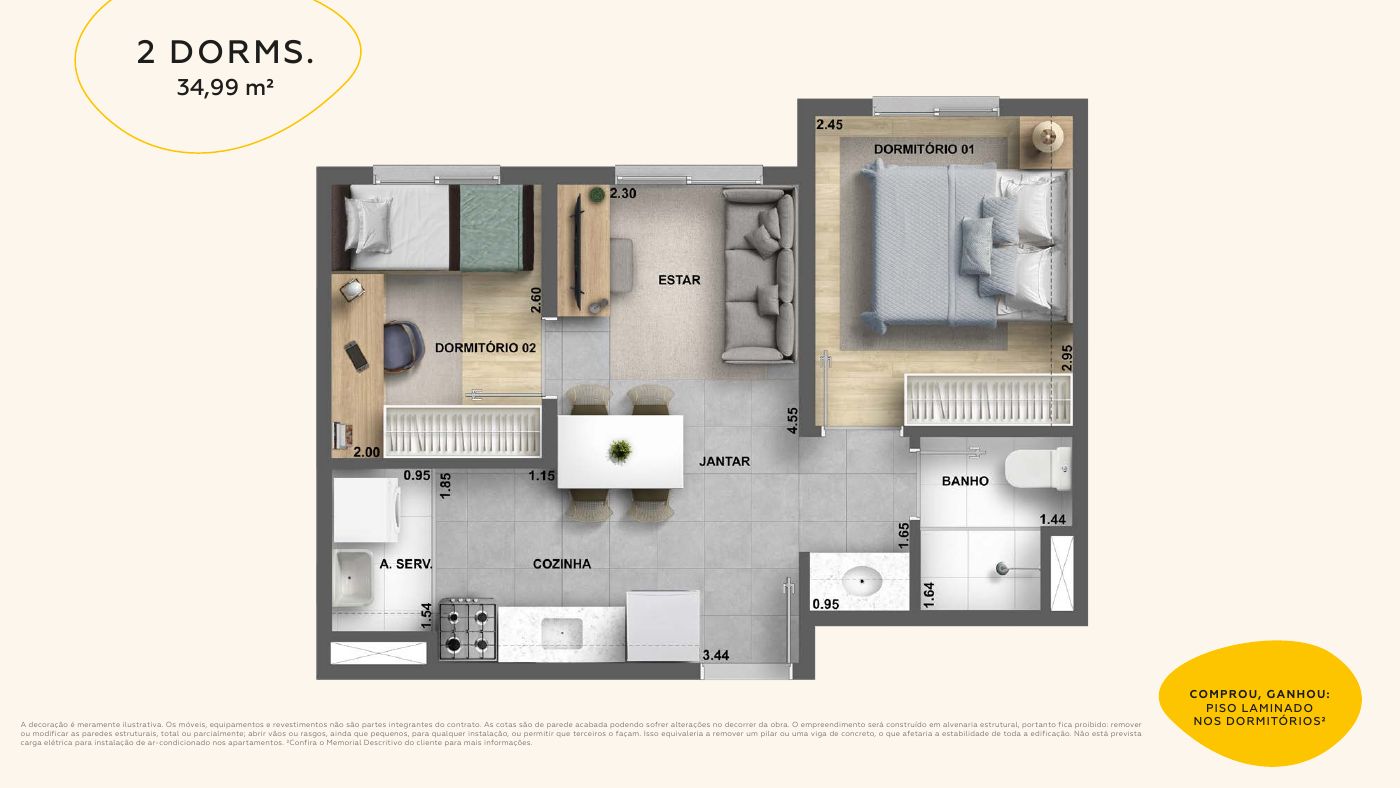 2 DORMS.
34,99 m²
2.45
DORMITÓRIO 01
2.30
ESTAR
2.60
DORMITÓRIO 02
2.95
4.55
2.00
JANTAR
0.95
1.85
1.15
BANHO
1.44
1.65
A. SERV.
COZINHA
1.54
1.64
0.95
3.44
COMPROU, GANHOU:
PISO LAMINADO
NOS DORMITÓRIOS²
A decoração é meramente ilustrativa. Os móveis, equipamentos e revestimentos não são partes integrantes do contrato. As cotas são de parede acabada podendo sofrer alterações no decorrer da obra. O empreendimento será construído em alvenaria estrutural, portanto fica proibido: remover
ou modificar as paredes estruturais, total ou parcialmente; abrir vãos ou rasgos, ainda que pequenos, para qualquer instalação, ou permitir que terceiros o façam. Isso equivaleria a remover um pilar ou uma viga de concreto, o que afetaria a estabilidade de toda a edificação. Não está prevista
carga elétrica para instalação de ar-condicionado nos apartamentos. ²Confira o Memorial Descritivo do cliente para mais informações.